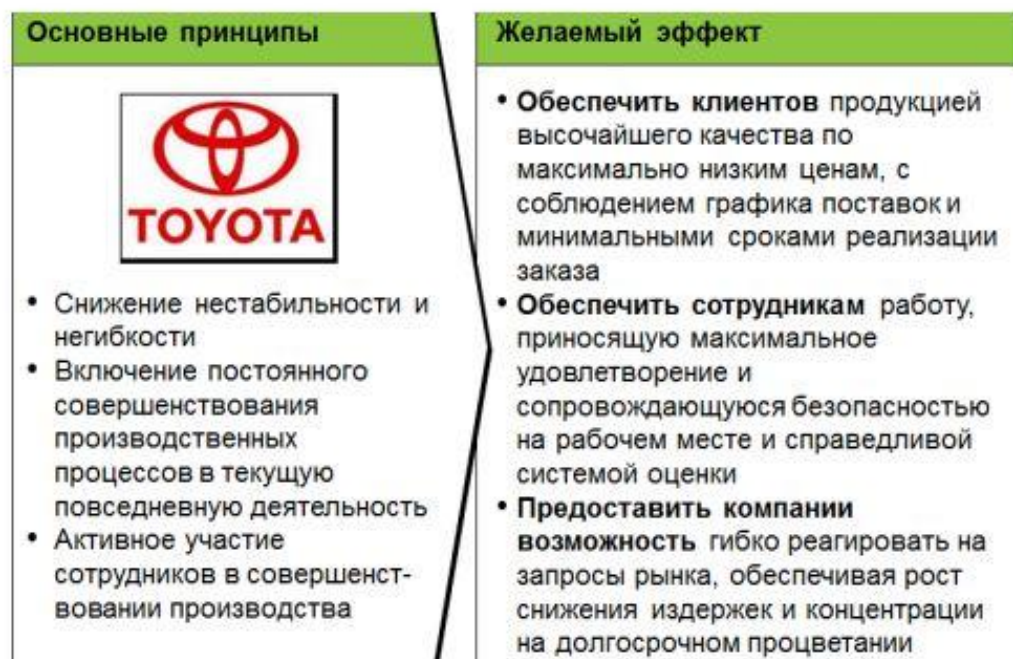 Основные принципы
TOYOTA
• Снижение нестабильности и
негибкости
• Включение постоянного
совершенствования
производственных
процессов в текущую
повседневную деятельность
• Активное участие
сотрудников в совершенст-
вовании производства
Желаемый эффект
• Обеспечить клиентов продукцией
высочайшего качества по
максимально низким ценам, с
соблюдением графика поставок и
минимальными сроками реализации
заказа
• Обеспечить сотрудникам работу,
приносящую максимальное
удовлетворение и
сопровождающуюся безопасностью
на рабочем месте и справедливой
системой оценки
• Предоставить компании
возможность гибко реагировать на
запросы рынка, обеспечивая рост
снижения издержек и концентрации
на долгосрочном процветании